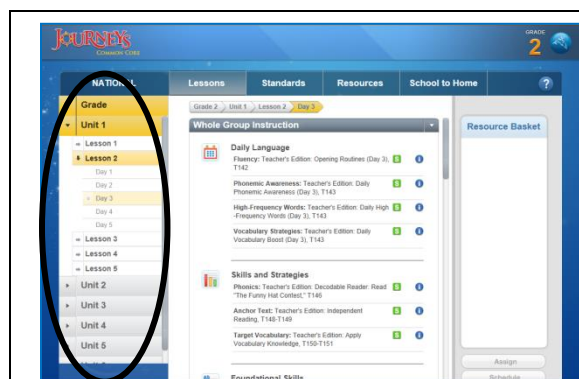 JOURNEYS
COMMON CORE
GRADE
2
NATIONAL
Lessons
Standards
Resources
School to Home
?
Grade
Unit 1
Lesson 1
Lesson 2
Day 1
Day 2
Day 3
Day 4
Day 5
Lesson 3
Lesson 4
Lesson 5
Unit 2
Unit 3
Unit 4
Unit 5
Grade 2
Unit 1
Lesson 2
Day 3
Whole Group Instruction
Daily Language
Fluency: Teacher's Edition: Opening Routines (Day 3), S
T142
Phonemic Awareness: Teacher's Edition: Daily S
Phonemic Awareness (Day 3), T143
High-Frequency Words: Teacher's Edition: Daily High S
-Frequency Words (Day 3), T143
Vocabulary Strategies: Teacher's Edition: Daily S
Vocabulary Boost (Day 3), T143
Skills and Strategies
Phonics: Teacher's Edition: Decodable Reader: Read S
"The Funny Hat Contest," T146
Anchor Text: Teacher's Edition: Independent S
Reading, T148-T149
Target Vocabulary: Teacher's Edition: Apply S
Vocabulary Knowledge, T150-T151
Foundational Skills
Resource Basket
Assign
Schedule